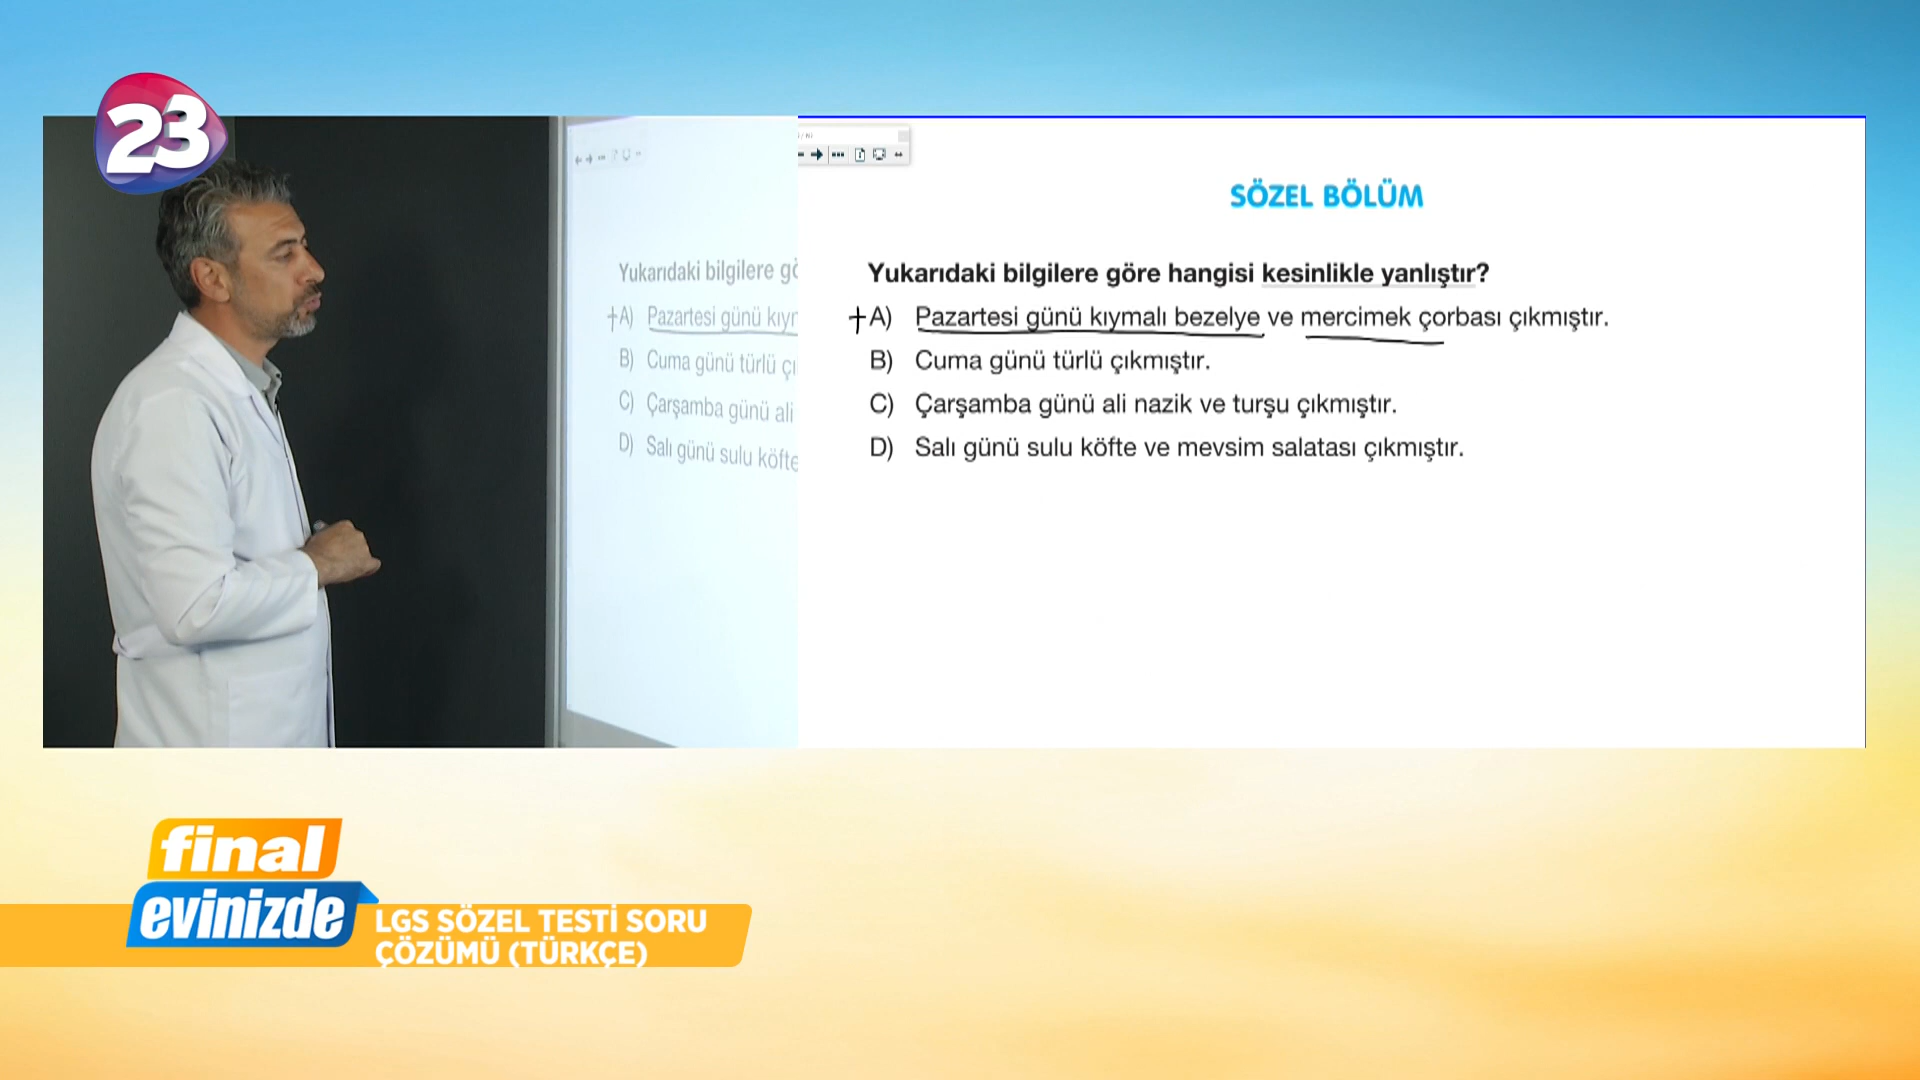 23
SÖZEL BÖLÜM
Yukarıdaki bilgilere gö
A) Pazartesi günü kıym
B) Cuma günü türlü çı
C) Çarşamba günü ali
D) Salı günü sulu köfte
Yukarıdaki bilgilere göre hangisi kesinlikle yanlıştır?
+A) Pazartesi günü kıymalı bezelye ve mercimek çorbası çıkmıştır.
B) Cuma günü türlü çıkmıştır.
C) Çarşamba günü ali nazik ve turşu çıkmıştır.
D) Salı günü sulu köfte ve mevsim salatası çıkmıştır.
final
evinizde
LGS SÖZEL TESTİ SORU
ÇÖZÜMÜ (TÜRKÇE)